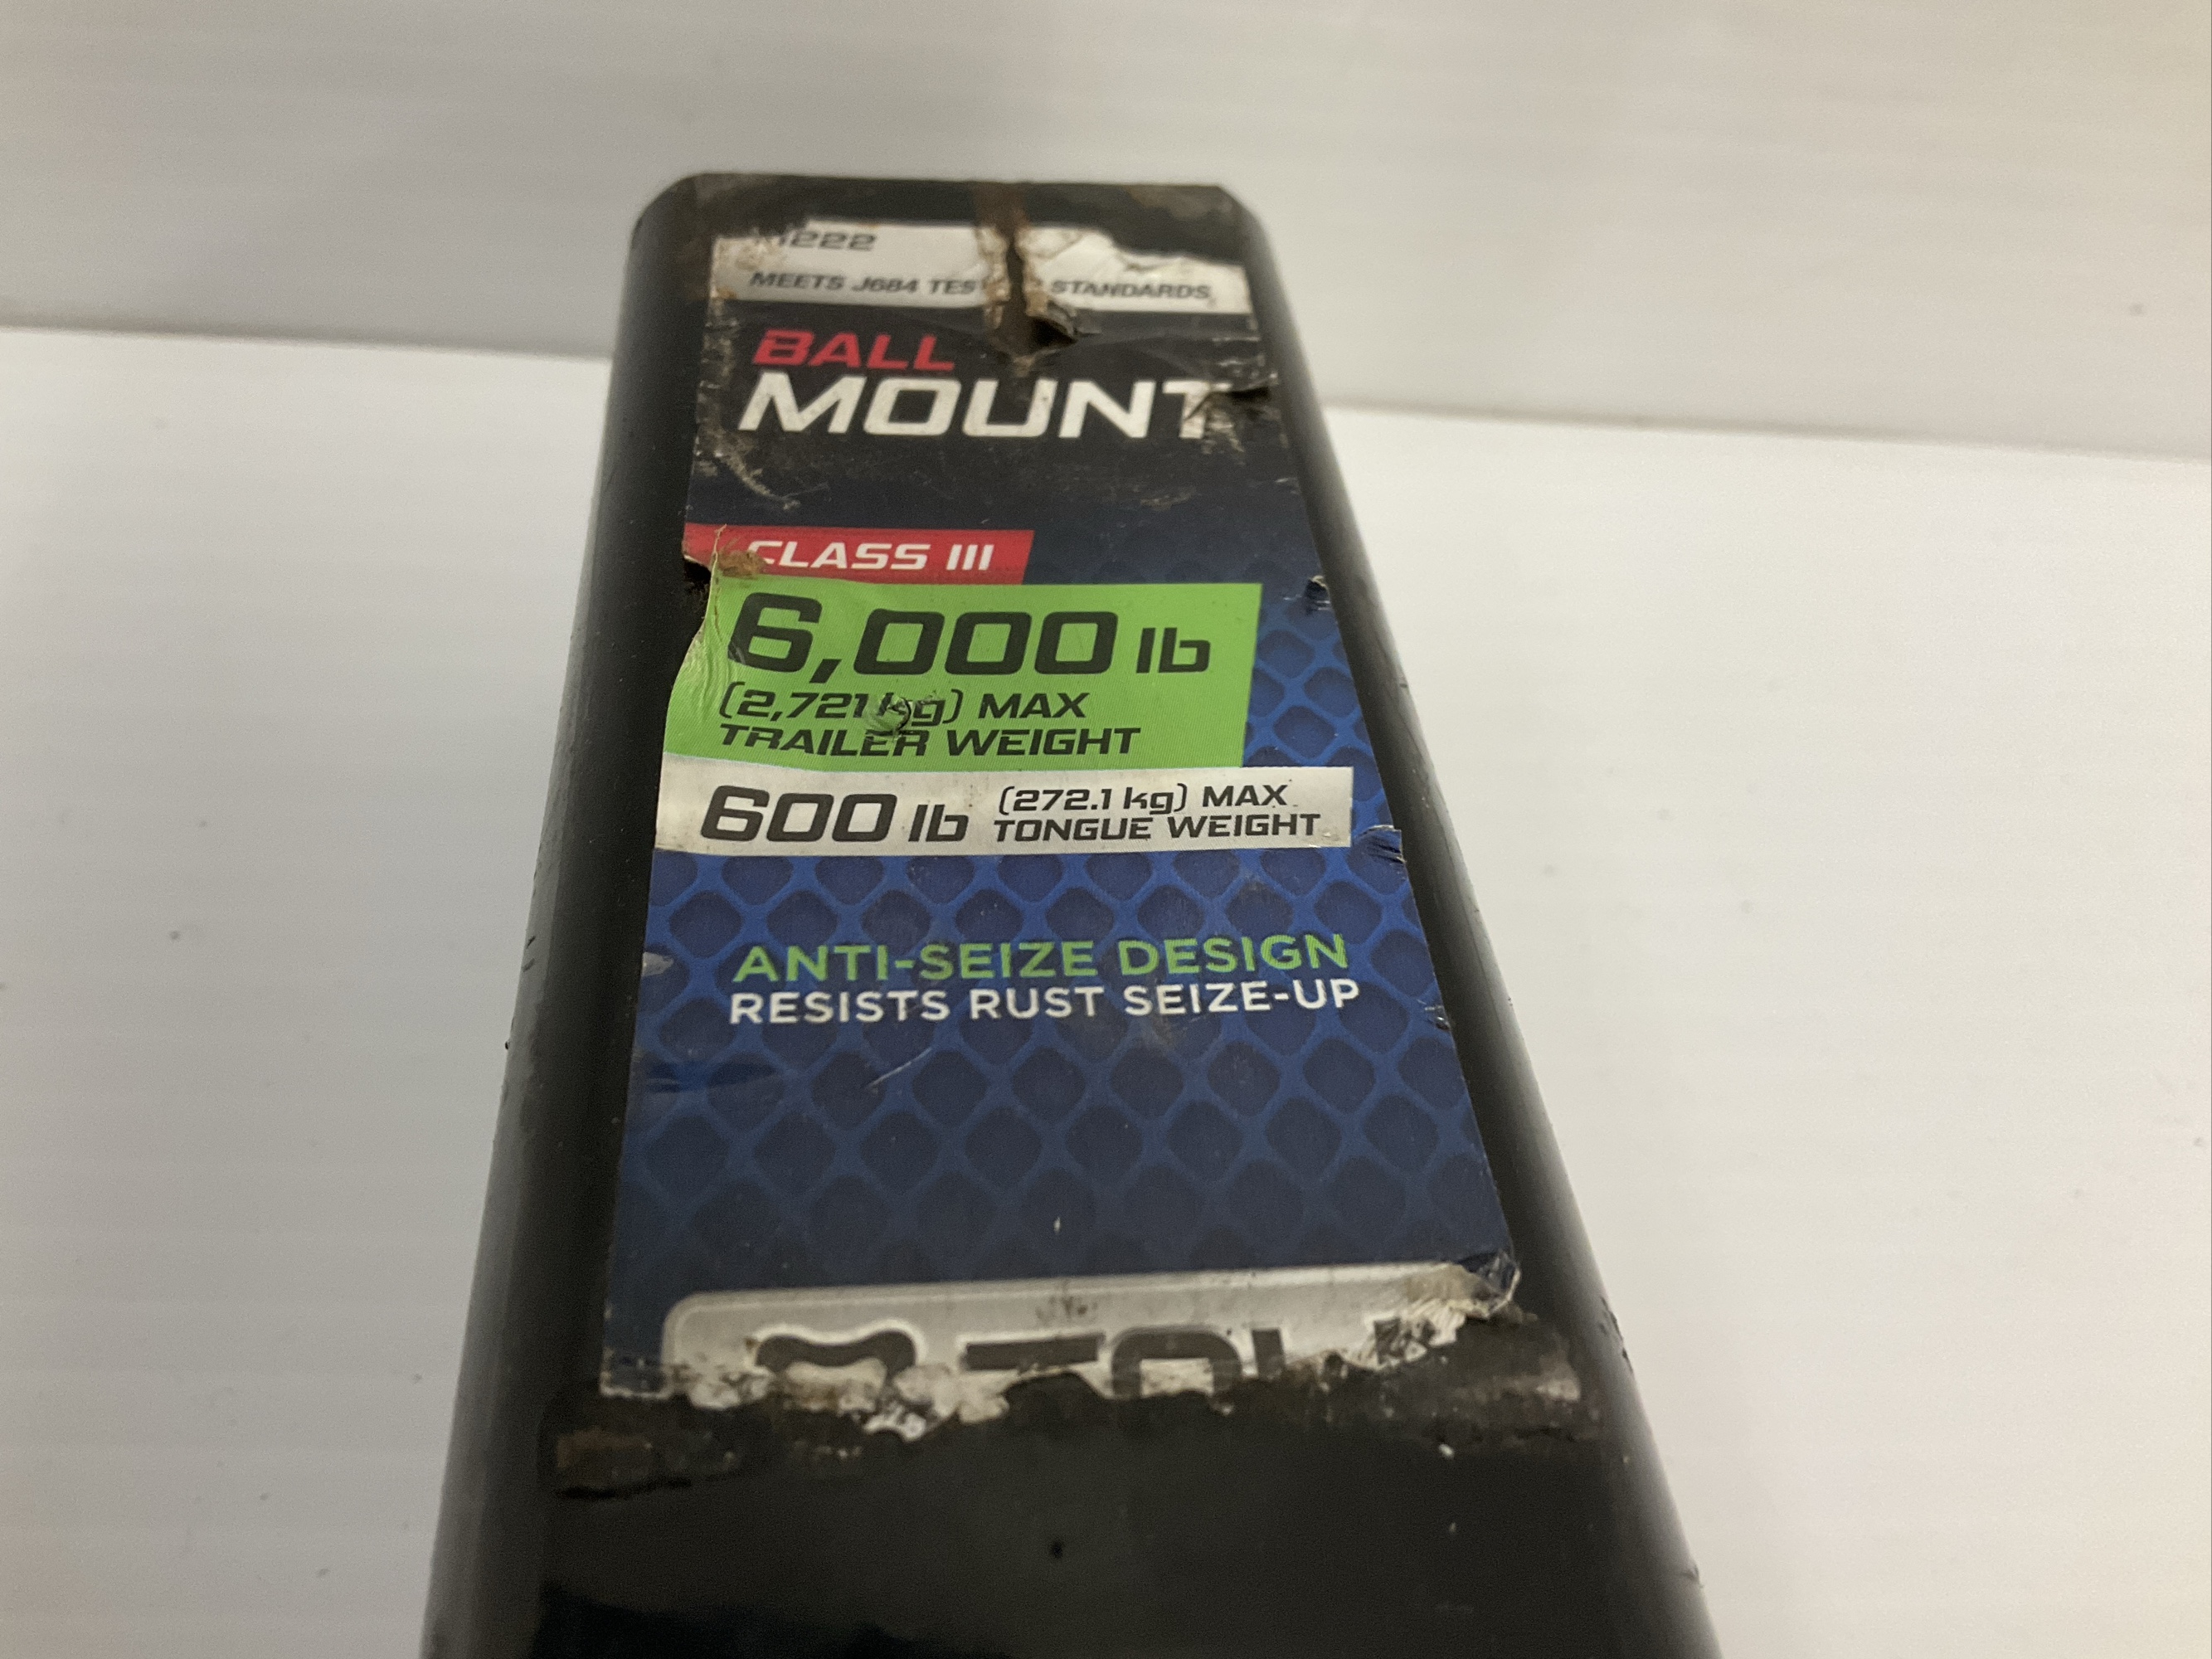 222
MEETS J684 STANDARDS
BALL
MOUNT
CLASS III
6,000 lb
(2,721 kg) MAX
TRAILER WEIGHT
600 lb (272.1 kg) MAX
TONGUE WEIGHT
ANTI-SEIZE DESIGN
RESISTS RUST SEIZE-UP